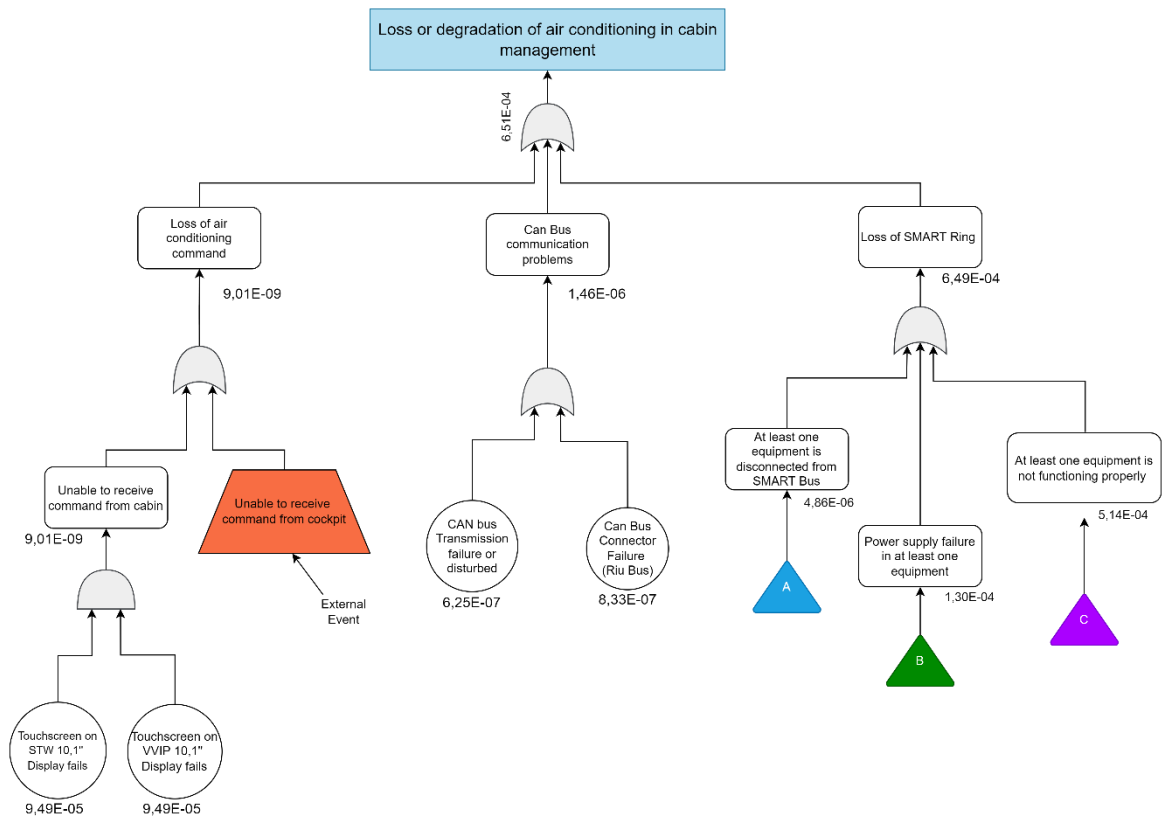 Loss or degradation of air conditioning in cabin
management
6,51E-04
Loss of air
conditioning
command
9,01E-09
Can Bus
communication
problems
1,46E-06
Loss of SMART Ring
6,49E-04
Unable to receive
command from cabin
9,01E-09
Unable to receive
command from cockpit
External
Event
CAN bus
Transmission
failure or
disturbed
6,25E-07
Can Bus
Connector
Failure
(Riu Bus)
8,33E-07
At least one
equipment is
disconnected from
SMART Bus
4,86E-06
A
Power supply failure
in at least one
equipment
1,30E-04
B
At least one equipment is
not functioning properly
5,14E-04
C
Touchscreen on
STW 10,1"
Display fails
9,49E-05
Touchscreen on
VVIP 10,1"
Display fails
9,49E-05